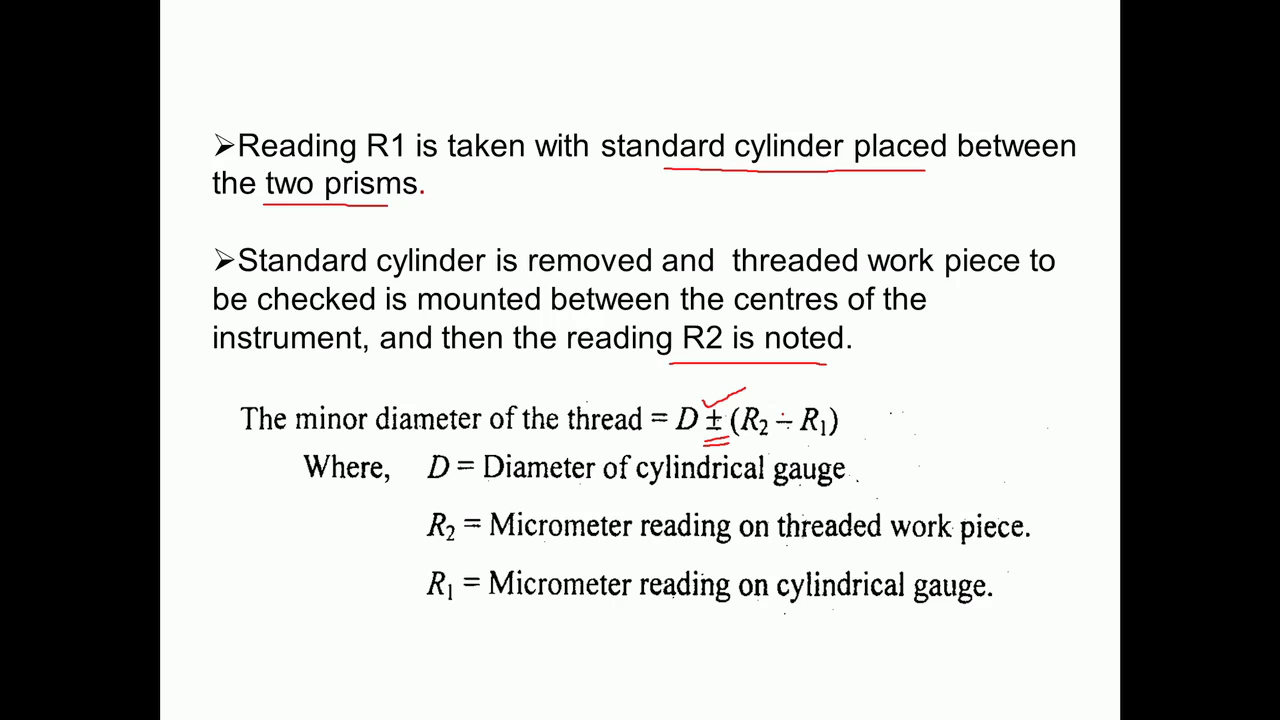 ➢Reading R1 is taken with standard cylinder placed between
the two prisms.
➢Standard cylinder is removed and threaded work piece to
be checked is mounted between the centres of the
instrument, and then the reading R2 is noted.
The minor diameter of the thread = D ± (R₂ – R₁)
Where, D = Diameter of cylindrical gauge
R₂ = Micrometer reading on threaded work piece.
R₁ = Micrometer reading on cylindrical gauge.